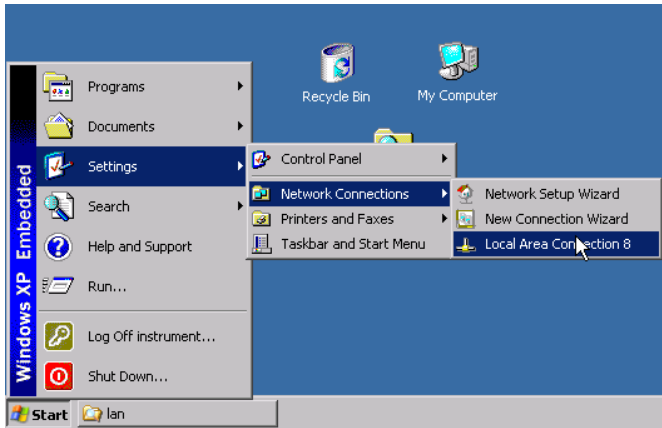 Recycle Bin
My Computer
Windows XP Embedded
Programs
Documents
Settings
Search
Help and Support
Run...
Log Off instrument...
Shut Down...
Control Panel
Network Connections
Printers and Faxes
Taskbar and Start Menu
Network Setup Wizard
New Connection Wizard
Local Area Connection 8
Start
lan